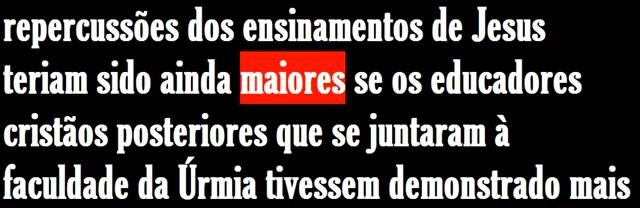 repercussões dos ensinamentos de Jesus
teriam sido ainda maiores se os educadores
cristãos posteriores que se juntaram à
faculdade da Úrmia tivessem demonstrado mais